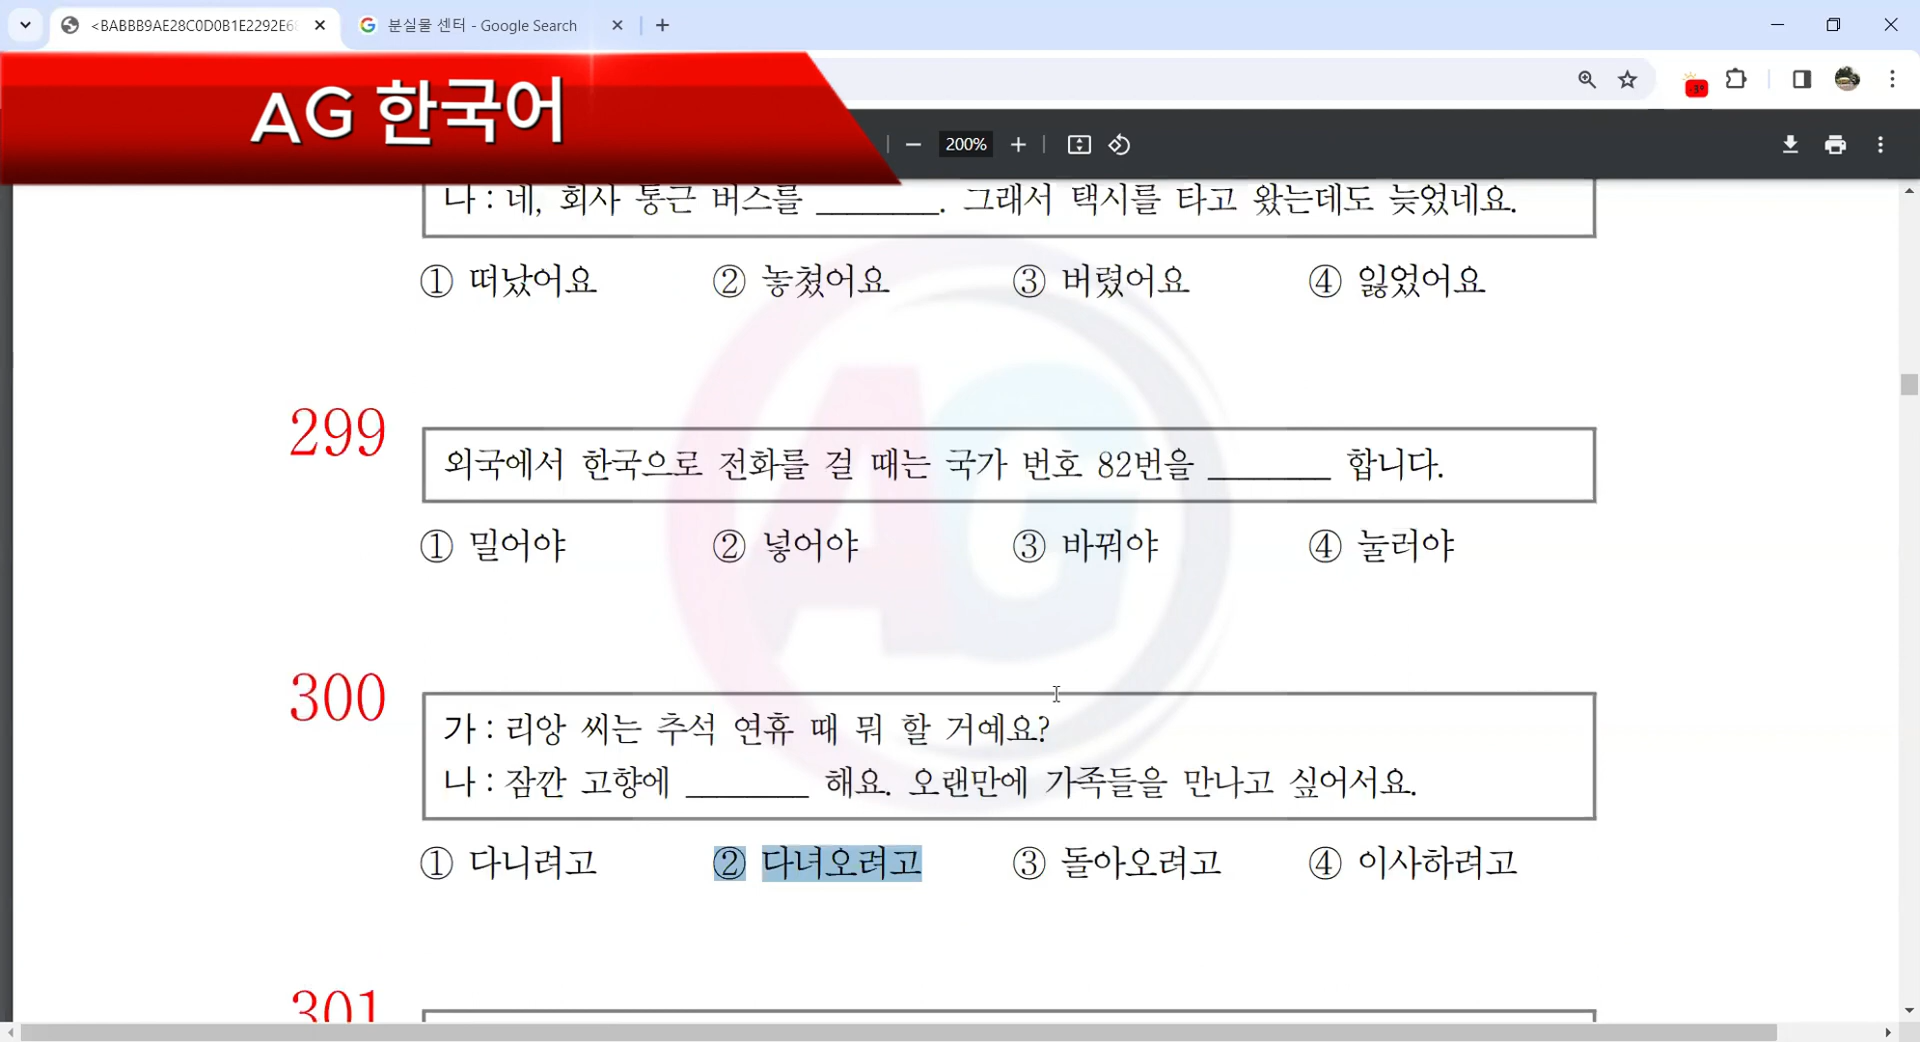 <BABBB9AE28C0D0B1E2292E6
분실물 센터 - Google Search
AG 한국어
200%
-3°
나 : 네, 회사 통근 버스를 ________. 그래서 택시를 타고 왔는데도 늦었네요.
① 떠났어요 ② 놓쳤어요 ③ 버렸어요 ④ 잃었어요
299
외국에서 한국으로 전화를 걸 때는 국가 번호 82번을 ________ 합니다.
① 밀어야 ② 넣어야 ③ 바꿔야 ④ 눌러야
300
가 : 리앙 씨는 추석 연휴 때 뭐 할 거예요?
나 : 잠깐 고향에 ________ 해요. 오랜만에 가족들을 만나고 싶어서요.
① 다니려고 ② 다녀오려고 ③ 돌아오려고 ④ 이사하려고
301
AG